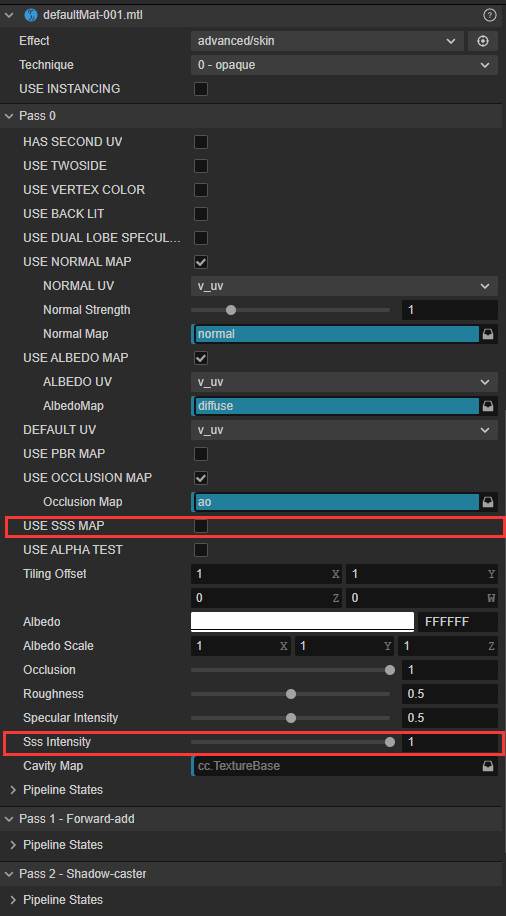 defaultMat-001.mtl ?
Effect advanced/skin
Technique 0 - opaque
USE INSTANCING
Pass 0
HAS SECOND UV
USE TWOSIDE
USE VERTEX COLOR
USE BACK LIT
USE DUAL LOBE SPECUL...
USE NORMAL MAP
NORMAL UV v_uv
Normal Strength 1
Normal Map normal
USE ALBEDO MAP
ALBEDO UV v_uv
AlbedoMap diffuse
DEFAULT UV v_uv
USE PBR MAP
USE OCCLUSION MAP
Occlusion Map ao
USE SSS MAP
USE ALPHA TEST
Tiling Offset 1 X 1 Y
0 Z 0 W
Albedo FFFFFF
Albedo Scale 1 X 1 Y 1 Z
Occlusion 1
Roughness 0.5
Specular Intensity 0.5
Sss Intensity 1
Cavity Map cc.TextureBase
Pipeline States
Pass 1 - Forward-add
Pipeline States
Pass 2 - Shadow-caster
Pipeline States